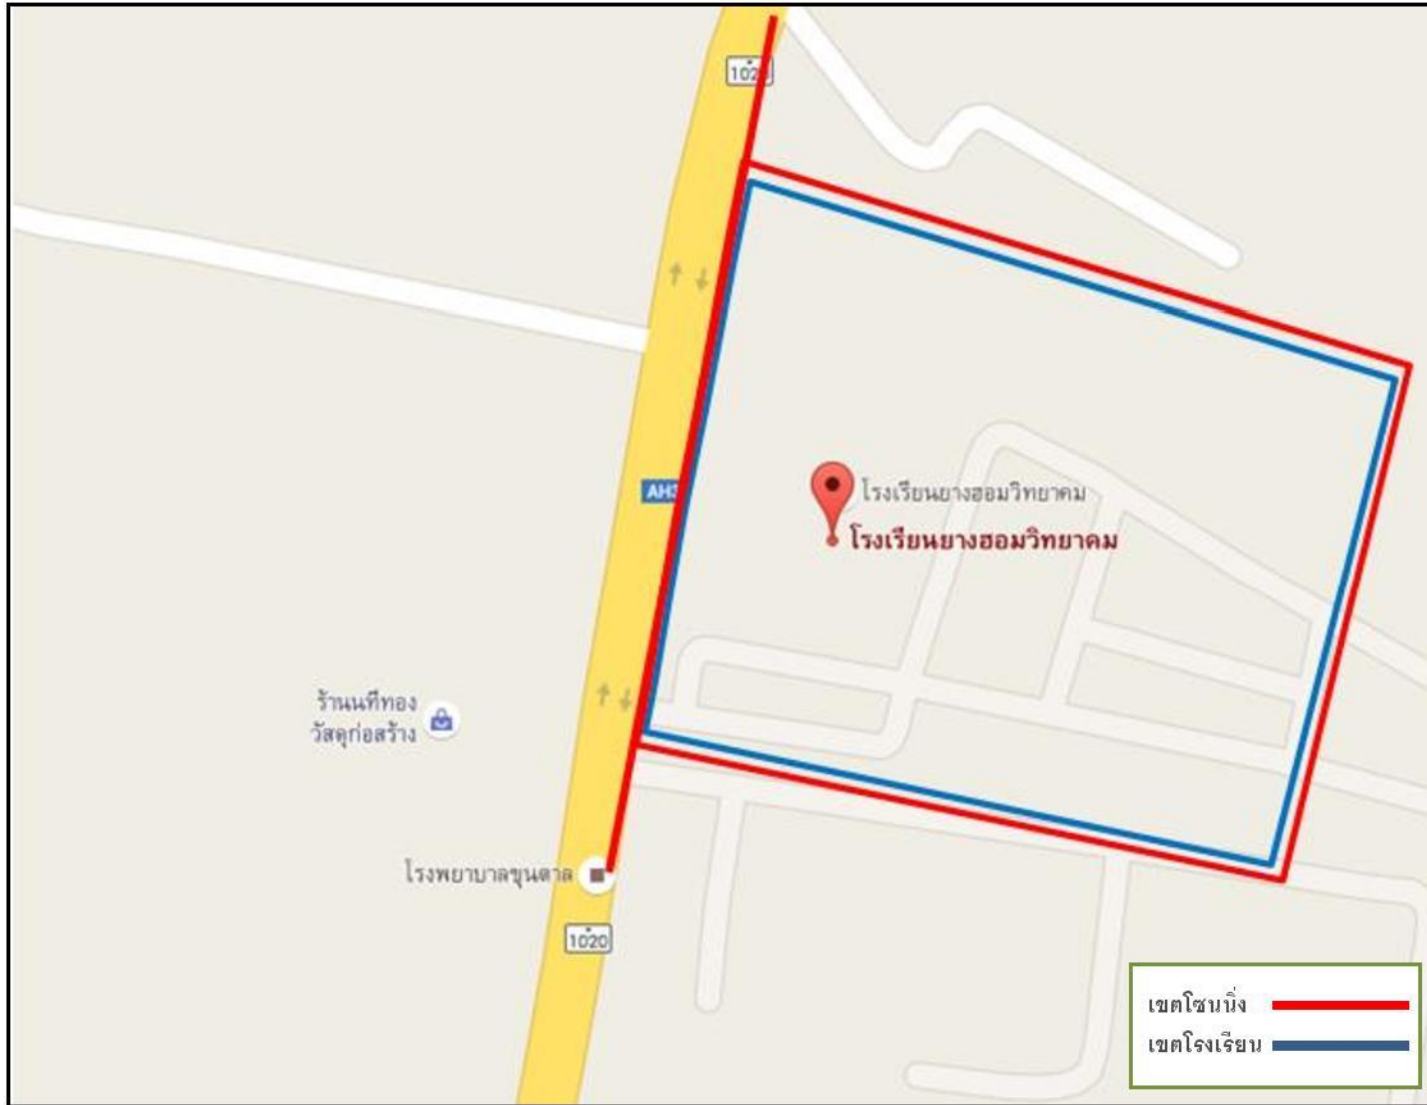 102
โรงเรียนยางฮอมวิทยาคม
AH3
โรงเรียนยางฮอมวิทยาคม
ร้านนทีทอง
วัสดุก่อสร้าง
โรงพยาบาลขุนตาล
1020
เขตโซนนิ่ง
เขตโรงเรียน